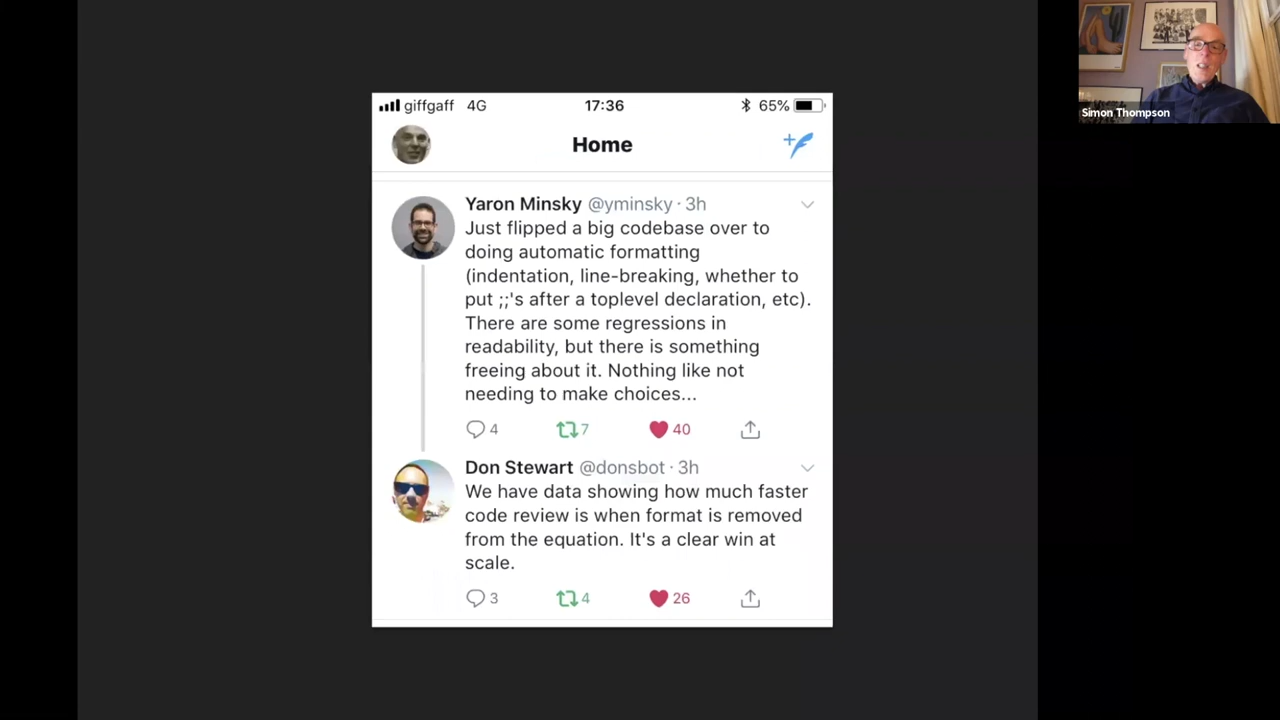 giffgaff 4G 17:36 65%
Home
Yaron Minsky @yminsky · 3h
Just flipped a big codebase over to
doing automatic formatting
(indentation, line-breaking, whether to
put ;;'s after a toplevel declaration, etc).
There are some regressions in
readability, but there is something
freeing about it. Nothing like not
needing to make choices...
4 7 40
Don Stewart @donsbot · 3h
We have data showing how much faster
code review is when format is removed
from the equation. It's a clear win at
scale.
3 4 26
Simon Thompson